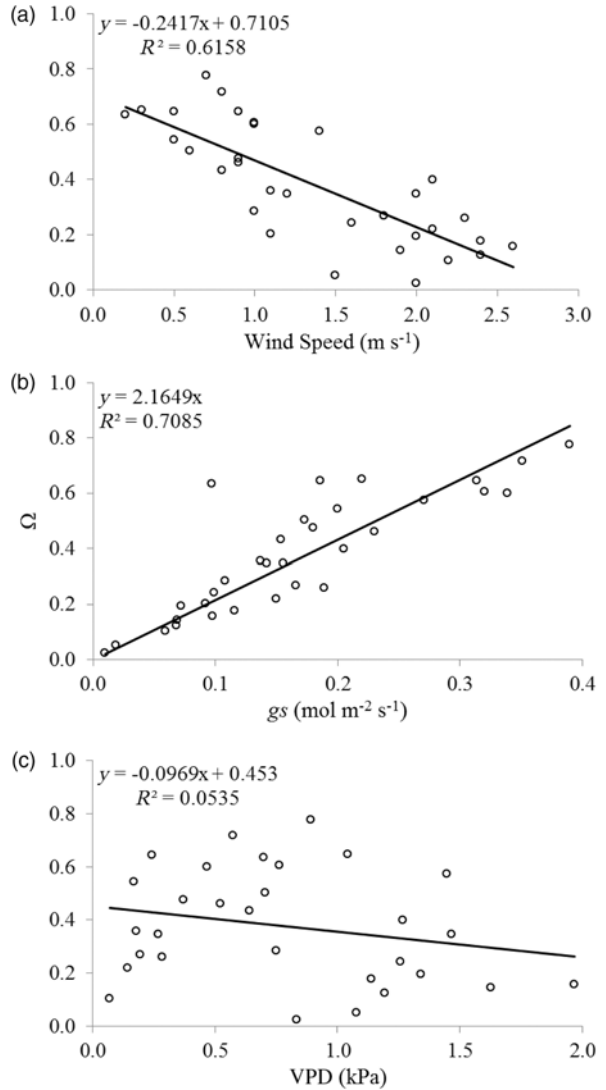 (a)
y = -0.2417x + 0.7105
R² = 0.6158
1.0
0.8
0.6
0.4
0.2
0.0
0.0 0.5 1.0 1.5 2.0 2.5 3.0
Wind Speed (m s⁻¹)
(b)
y = 2.1649x
R² = 0.7085
1.0
0.8
0.6
0.4
0.2
0.0
Ω
0.0 0.1 0.2 0.3 0.4
gs (mol m⁻² s⁻¹)
(c)
y = -0.0969x + 0.453
R² = 0.0535
1.0
0.8
0.6
0.4
0.2
0.0
0.0 0.5 1.0 1.5 2.0
VPD (kPa)